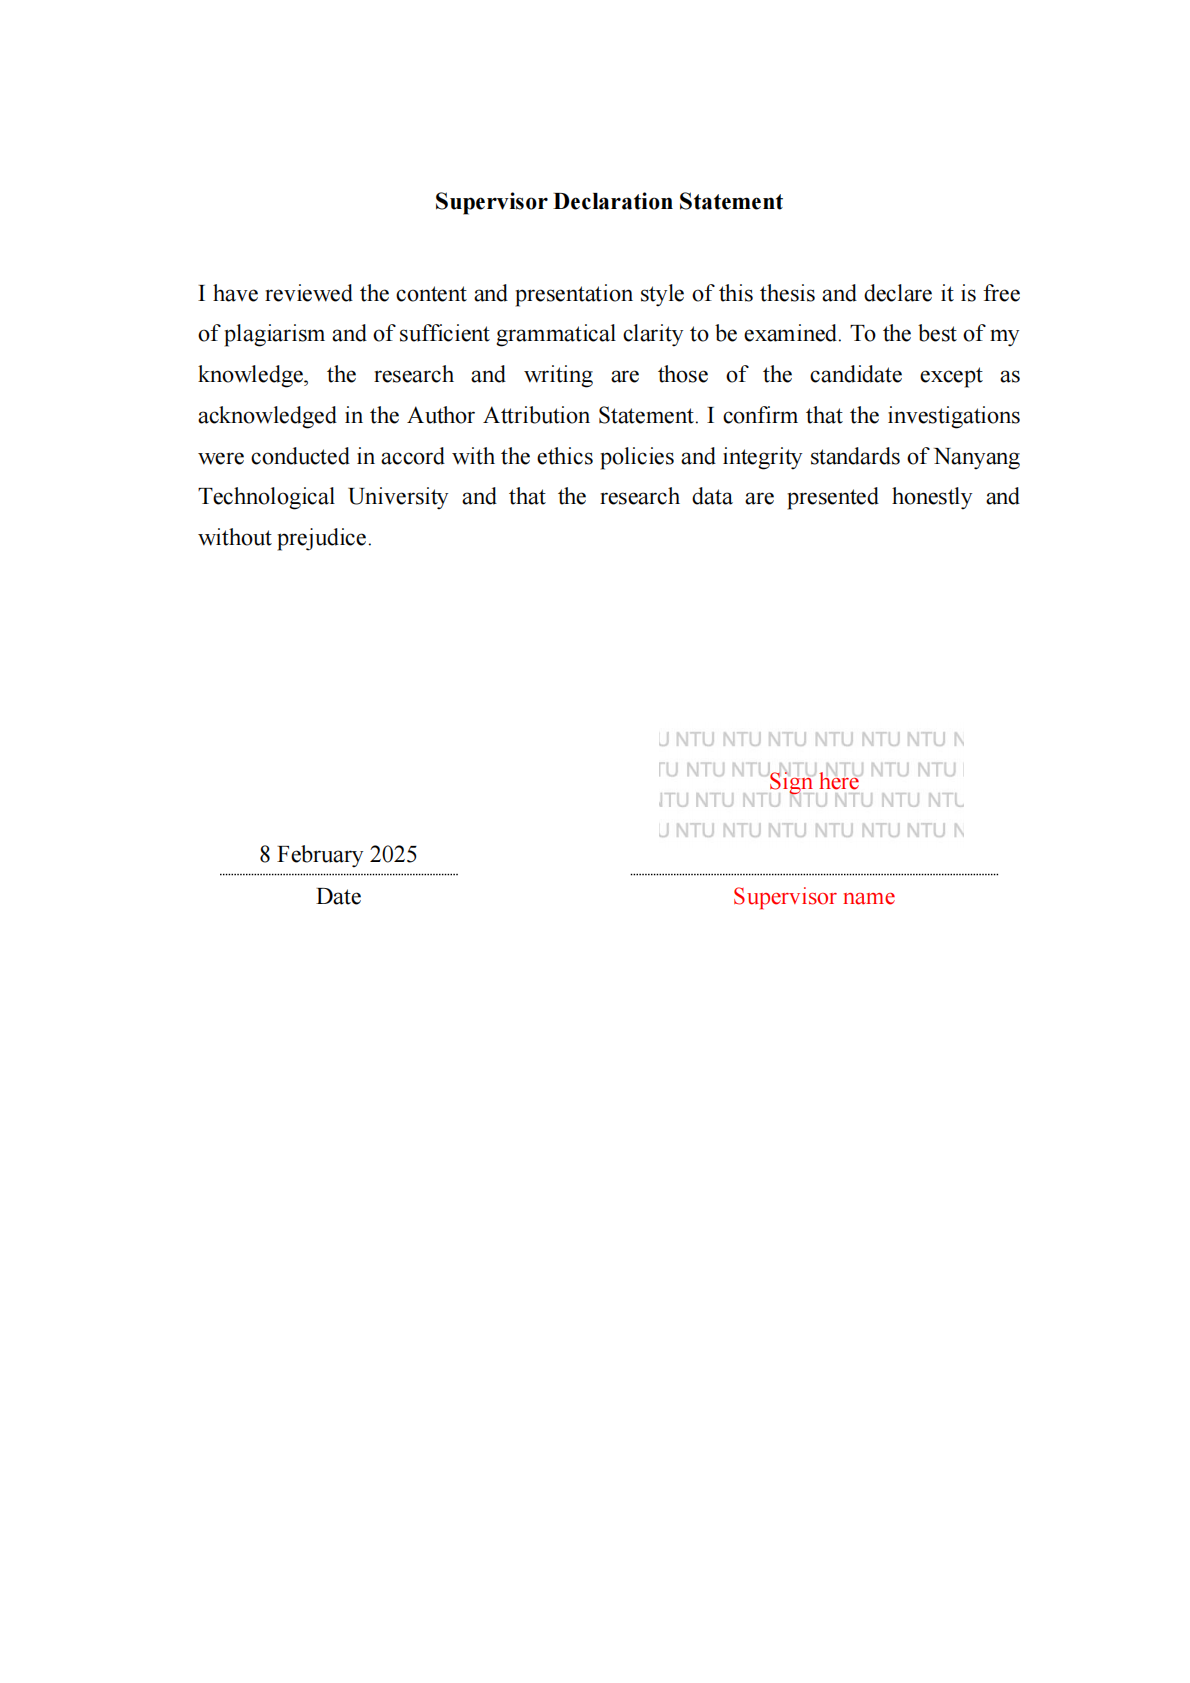 Supervisor Declaration Statement
I have reviewed the content and presentation style of this thesis and declare it is free
of plagiarism and of sufficient grammatical clarity to be examined. To the best of my
knowledge, the research and writing are those of the candidate except as
acknowledged in the Author Attribution Statement. I confirm that the investigations
were conducted in accord with the ethics policies and integrity standards of Nanyang
Technological University and that the research data are presented honestly and
without prejudice.
U NTU NTU NTU NTU NTU NTU N
TU NTU NTU NTU NTU NTU NTU
Sign here
NTU NTU NTU NTU NTU NTU NTU
U NTU NTU NTU NTU NTU NTU N
8 February 2025
Date
Supervisor name